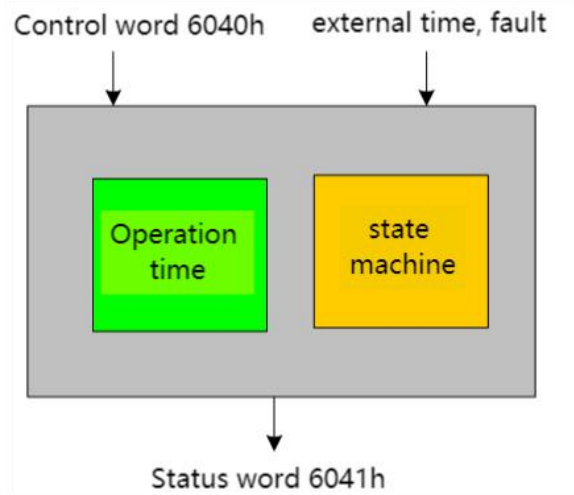 Control word 6040h
external time, fault
Operation
time
state
machine
Status word 6041h